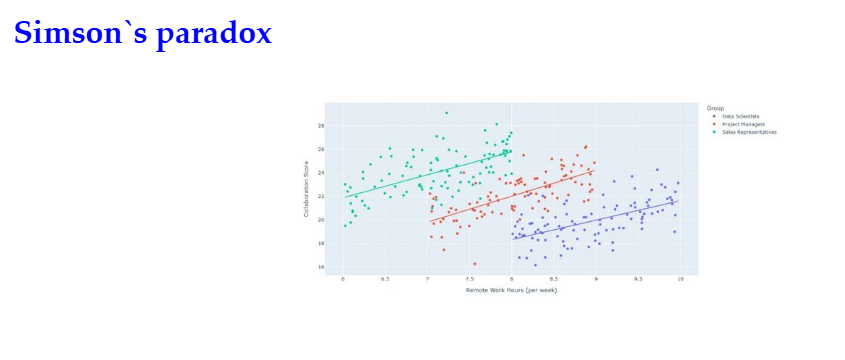 Simson`s paradox
Group
Data Scientists
Project Managers
Sales Representatives
28
26
24
22
20
18
16
Collaboration Score
6 6.5 7 7.5 8 8.5 9 9.5 10
Remote Work Hours (per week)